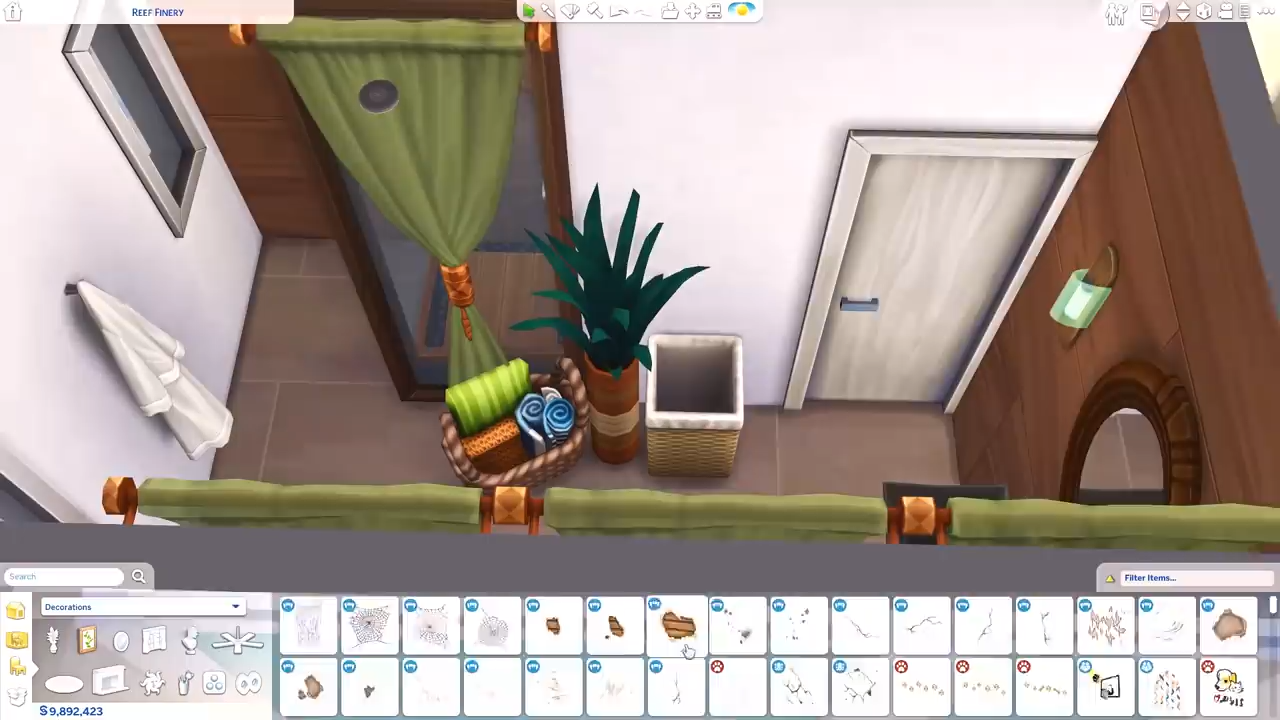 REEF FINERY
Search
Filter Items...
Decorations
§9,892,423